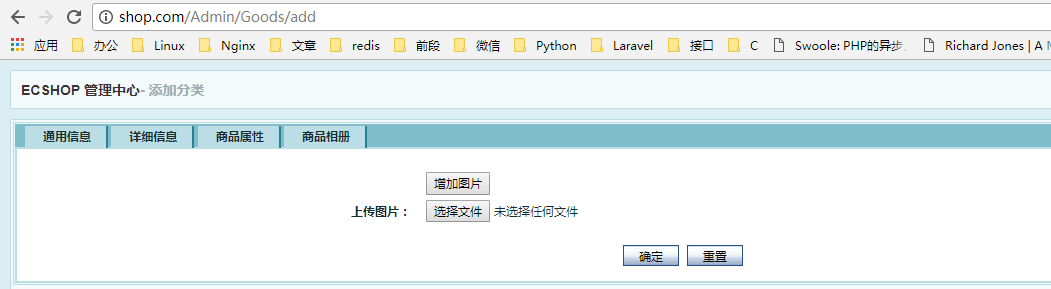 shop.com/Admin/Goods/add
应用 办公 Linux Nginx 文章 redis 前段 微信 Python Laravel 接口 C Swoole: PHP的异步 Richard Jones | A M
ECSHOP 管理中心- 添加分类
通用信息 详细信息 商品属性 商品相册
增加图片
上传图片： 选择文件 未选择任何文件
确定 重置